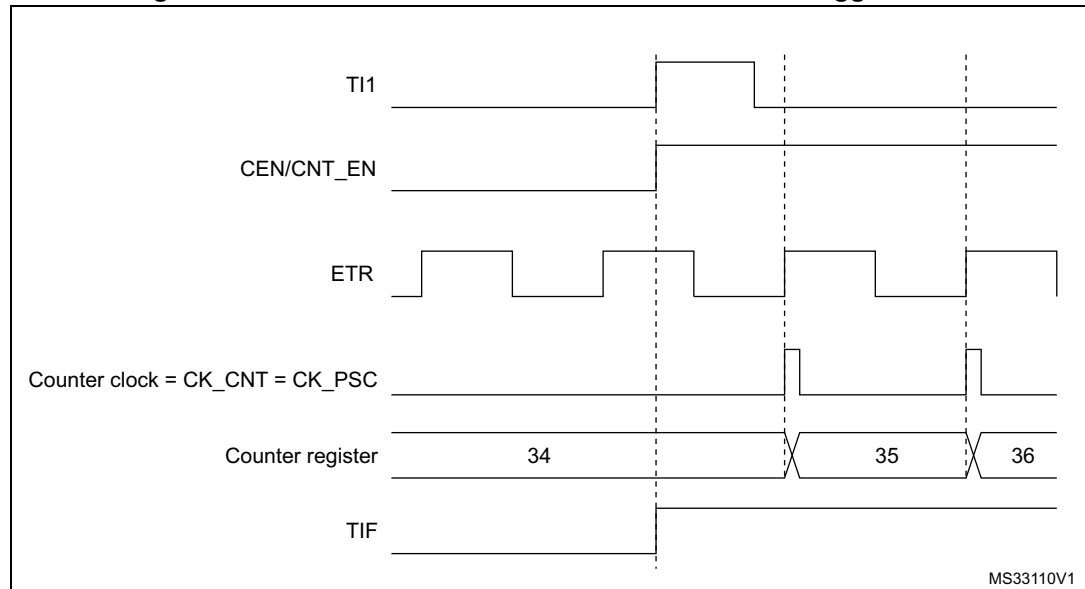 TI1
CEN/CNT_EN
ETR
Counter clock = CK_CNT = CK_PSC
Counter register 34 35 36
TIF
MS33110V1